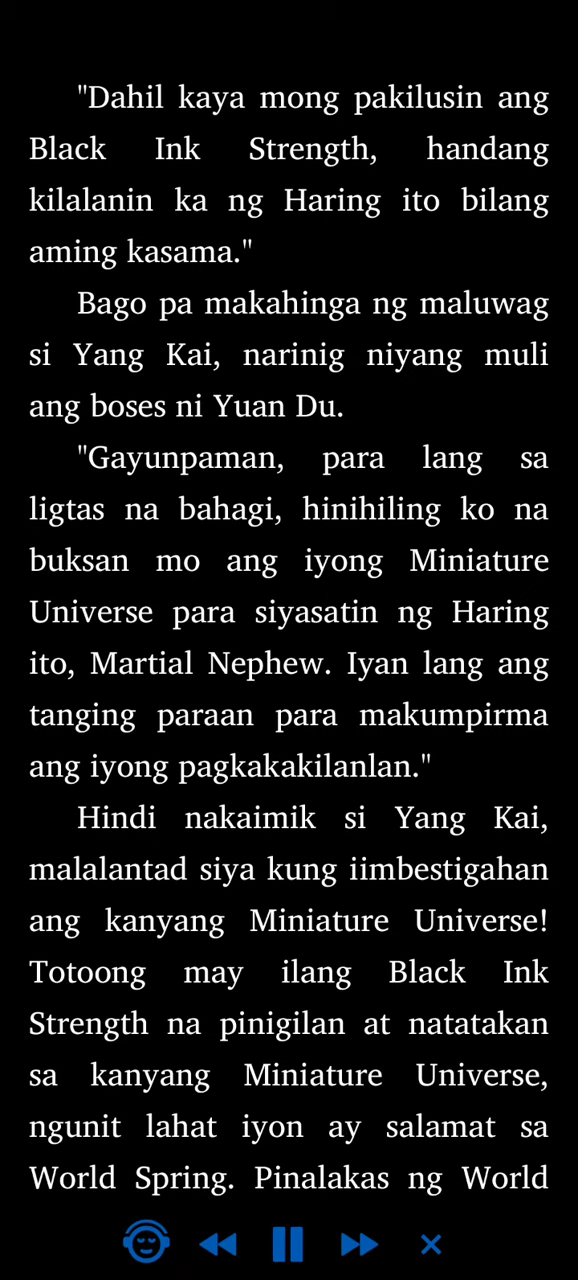 "Dahil kaya mong pakilusin ang
Black Ink Strength, handang
kilalanin ka ng Haring ito bilang
aming kasama."
Bago pa makahinga ng maluwag
si Yang Kai, narinig niyang muli
ang boses ni Yuan Du.
"Gayunpaman, para lang sa
ligtas na bahagi, hinihiling ko na
buksan mo ang iyong Miniature
Universe para siyasatin ng Haring
ito, Martial Nephew. Iyan lang ang
tanging paraan para makumpirma
ang iyong pagkakakilanlan."
Hindi nakaimik si Yang Kai,
malalantad siya kung iimbestigahan
ang kanyang Miniature Universe!
Totoong may ilang Black Ink
Strength na pinigilan at natatakan
sa kanyang Miniature Universe,
ngunit lahat iyon ay salamat sa
World Spring. Pinalakas ng World